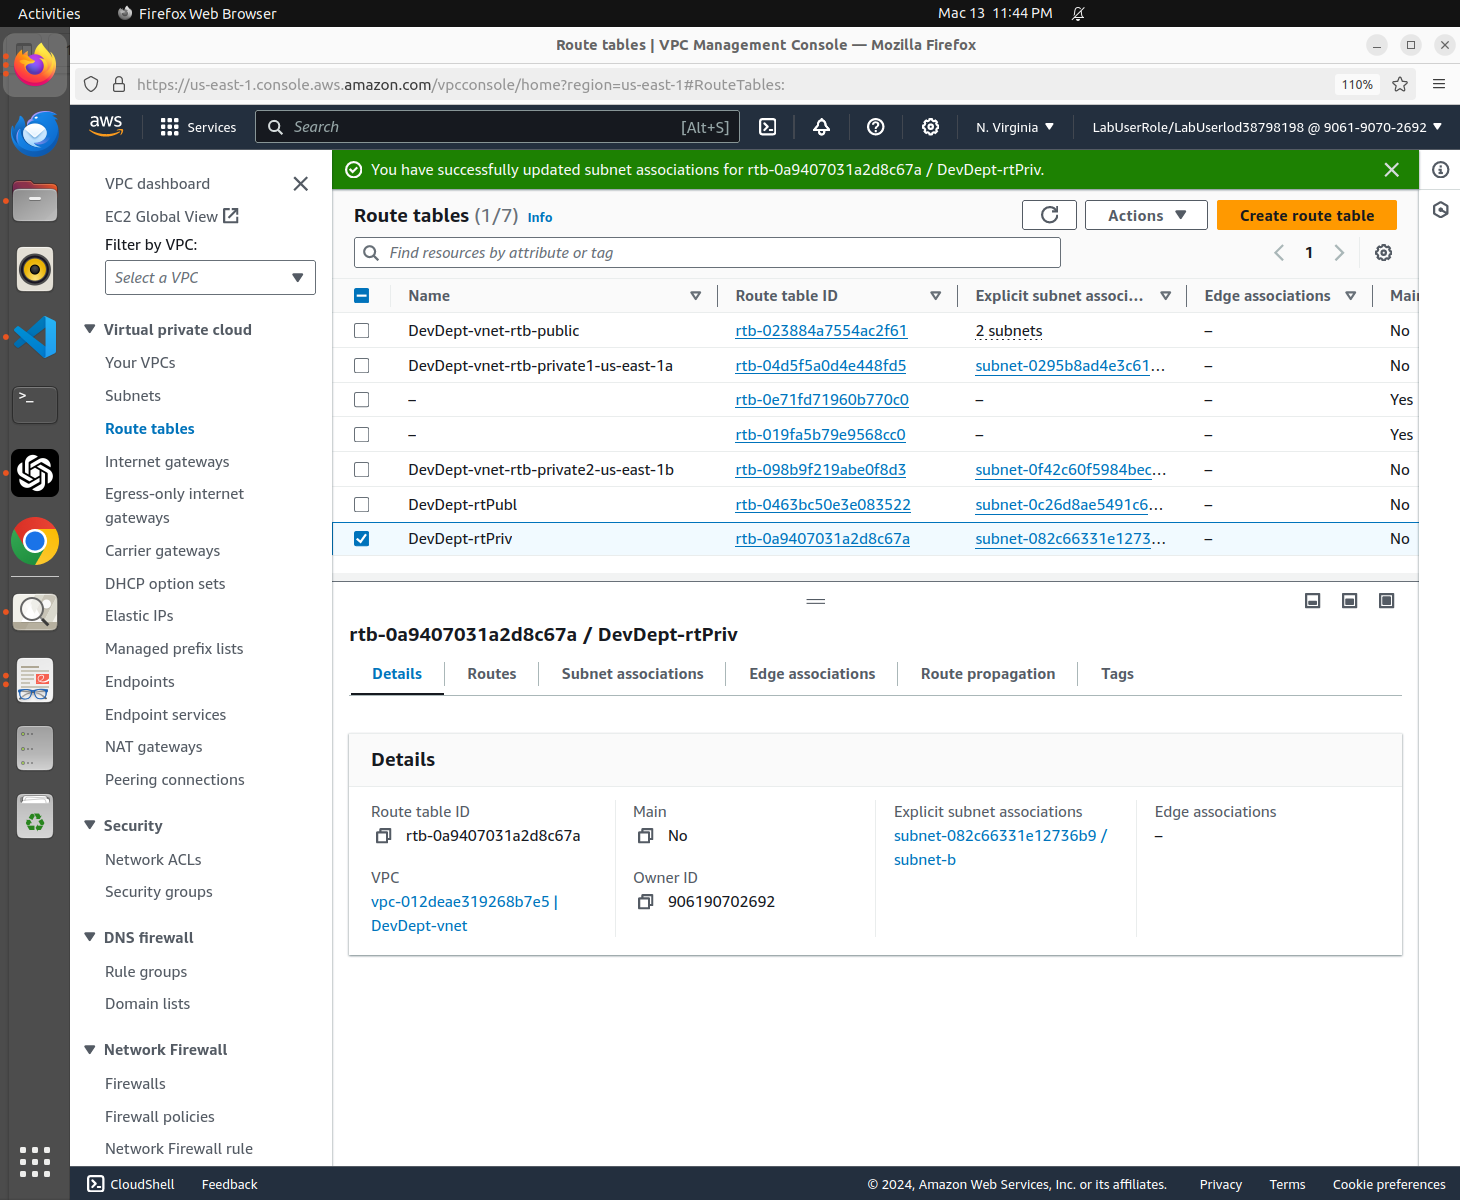 Activities
Firefox Web Browser
Mac 13 11:44 PM
Route tables | VPC Management Console — Mozilla Firefox
https://us-east-1.console.aws.amazon.com/vpcconsole/home?region=us-east-1#RouteTables:
110%
aws
Services
Search
[Alt+S]
N. Virginia
LabUserRole/LabUserlod38798198 @ 9061-9070-2692
VPC dashboard
EC2 Global View
Filter by VPC:
Select a VPC
Virtual private cloud
Your VPCs
Subnets
Route tables
Internet gateways
Egress-only internet
gateways
Carrier gateways
DHCP option sets
Elastic IPs
Managed prefix lists
Endpoints
Endpoint services
NAT gateways
Peering connections
Security
Network ACLs
Security groups
DNS firewall
Rule groups
Domain lists
Network Firewall
Firewalls
Firewall policies
Network Firewall rule
You have successfully updated subnet associations for rtb-0a9407031a2d8c67a / DevDept-rtPriv.
Route tables (1/7) Info
Actions
Create route table
Find resources by attribute or tag
1
Name Route table ID Explicit subnet associ... Edge associations Mai
DevDept-vnet-rtb-public rtb-023884a7554ac2f61 2 subnets – No
DevDept-vnet-rtb-private1-us-east-1a rtb-04d5f5a0d4e448fd5 subnet-0295b8ad4e3c61... – No
– rtb-0e71fd71960b770c0 – – Yes
– rtb-019fa5b79e9568cc0 – – Yes
DevDept-vnet-rtb-private2-us-east-1b rtb-098b9f219abe0f8d3 subnet-0f42c60f5984bec... – No
DevDept-rtPubl rtb-0463bc50e3e083522 subnet-0c26d8ae5491c6... – No
DevDept-rtPriv rtb-0a9407031a2d8c67a subnet-082c66331e1273... – No
rtb-0a9407031a2d8c67a / DevDept-rtPriv
Details Routes Subnet associations Edge associations Route propagation Tags
Details
Route table ID
rtb-0a9407031a2d8c67a
Main
No
Explicit subnet associations
subnet-082c66331e12736b9 /
subnet-b
Edge associations
–
VPC
vpc-012deae319268b7e5 |
DevDept-vnet
Owner ID
906190702692
CloudShell
Feedback
© 2024, Amazon Web Services, Inc. or its affiliates.
Privacy
Terms
Cookie preferences